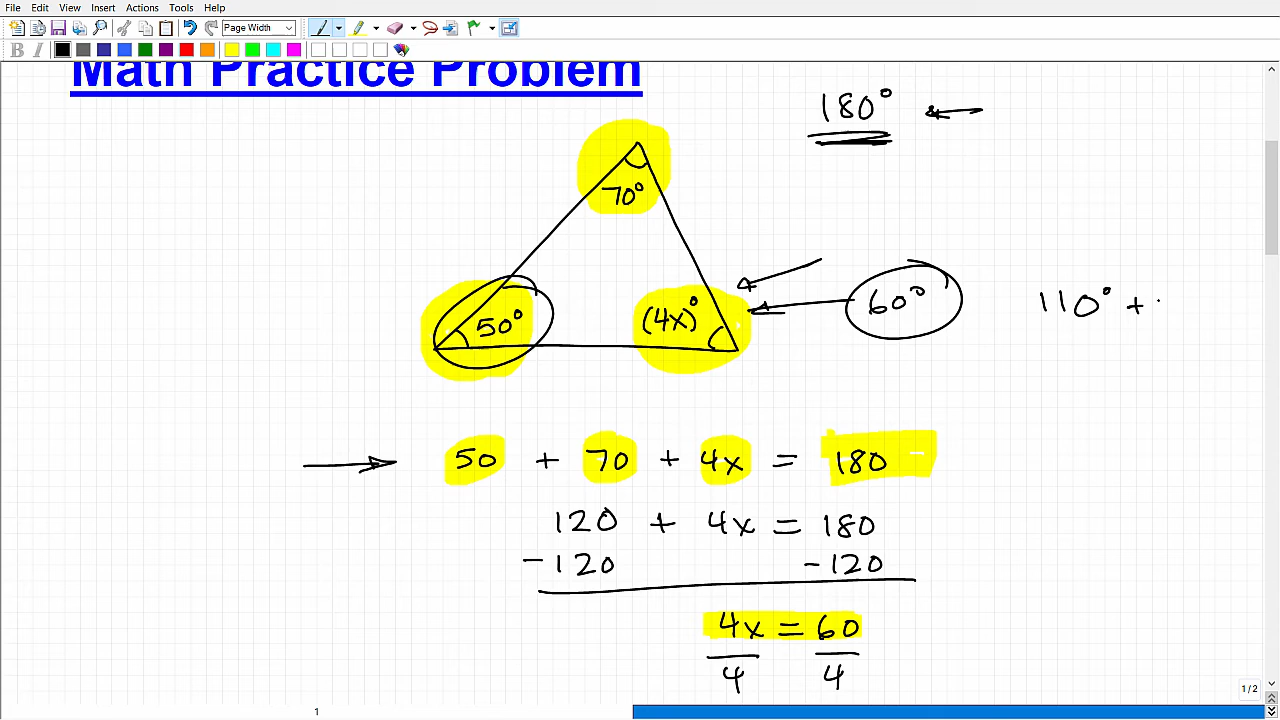 File Edit View Insert Actions Tools Help
Page Width
B I
Math Practice Problem
180°
70°
50°
(4x)°
60°
110° +
50 + 70 + 4x = 180
120 + 4x = 180
-120 -120
4x = 60
4 4
1/2
1